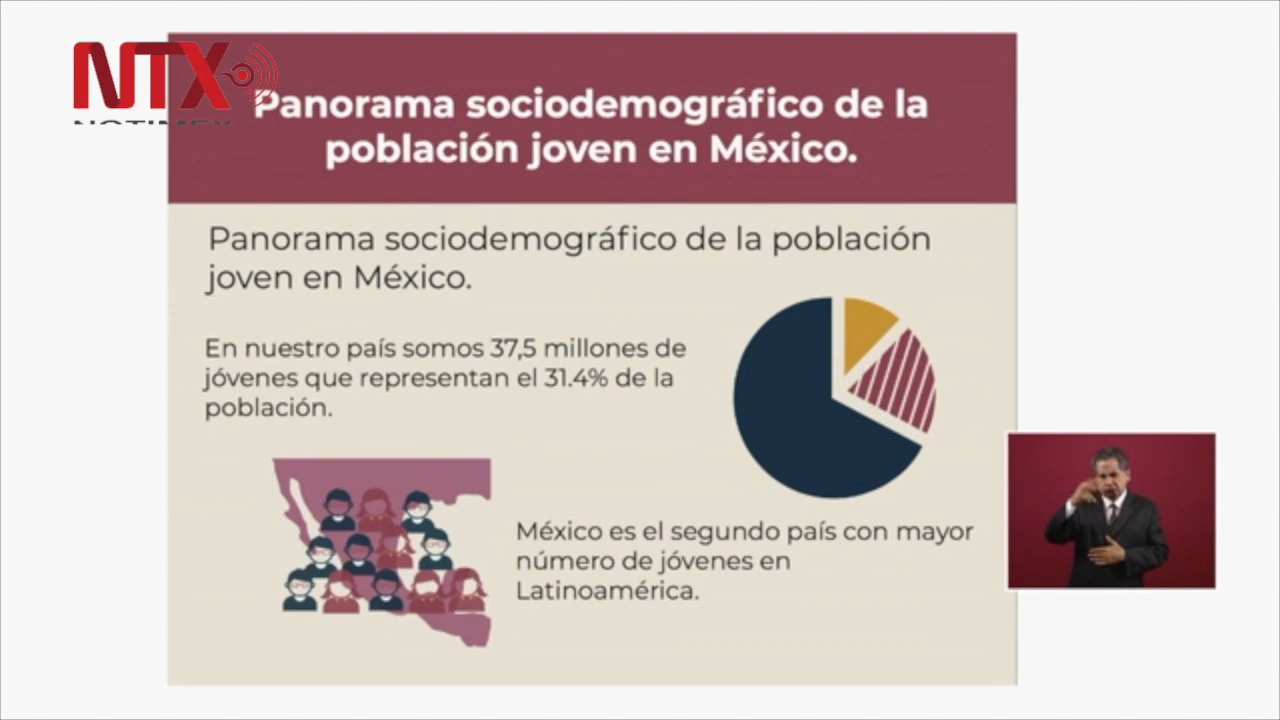 NTX
Panorama sociodemográfico de la
población joven en México.
Panorama sociodemográfico de la población
joven en México.
En nuestro país somos 37,5 millones de
jóvenes que representan el 31.4% de la
población.
México es el segundo país con mayor
número de jóvenes en
Latinoamérica.